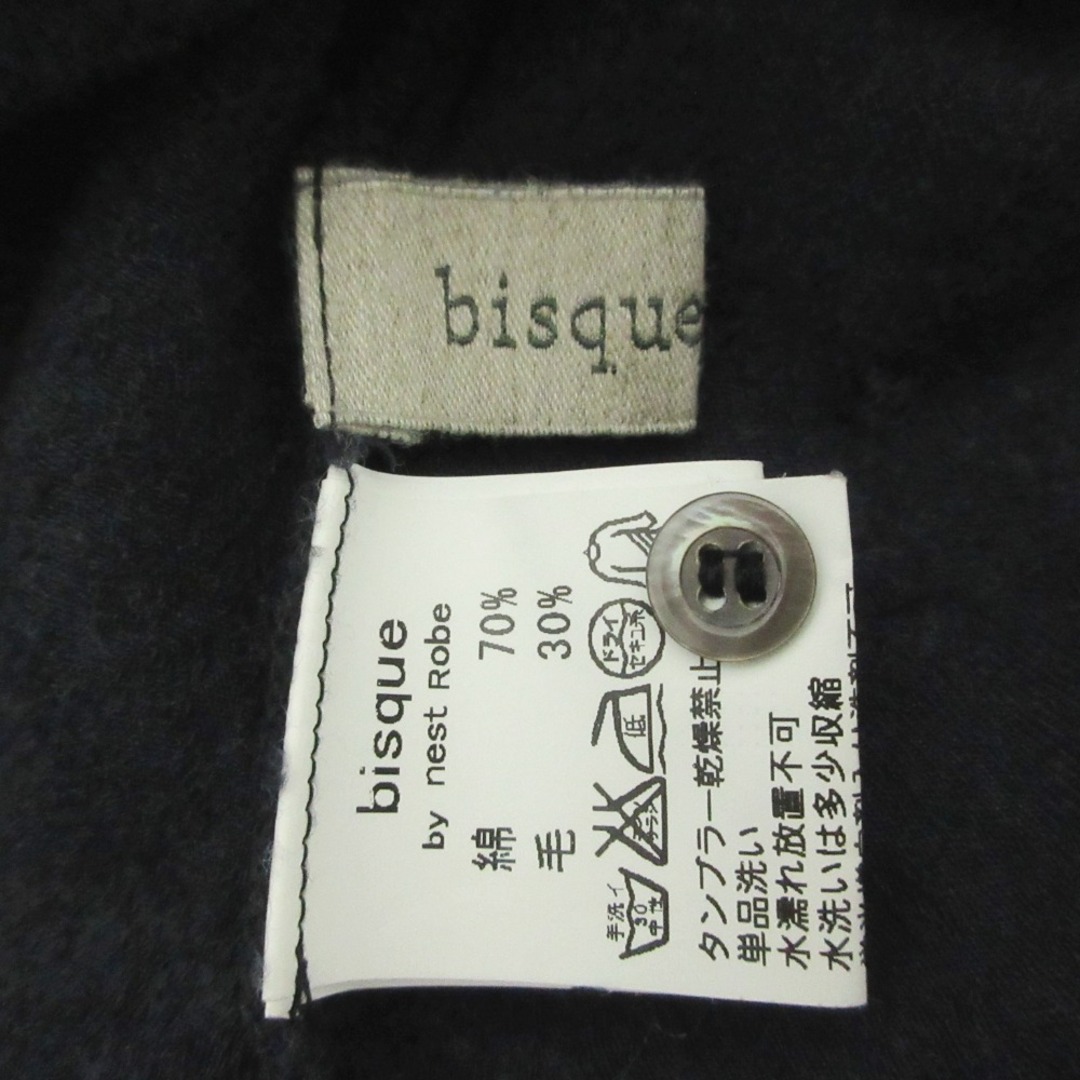 bisque
bisque
by nest Robe
綿 70%
毛 30%
手洗イ
30
中性
低
ドライ
セキユ系
タンブラー乾燥禁止
単品洗い
水濡れ放置不可
水洗いは多少収縮